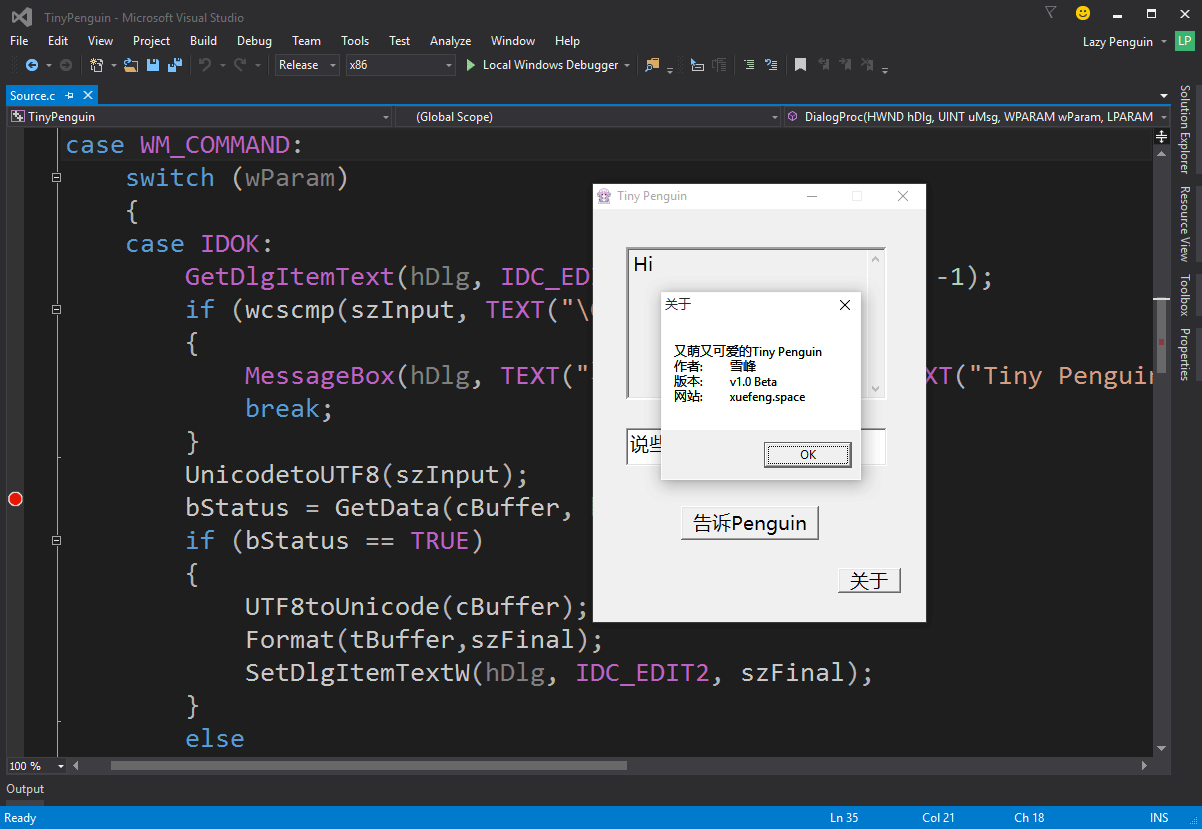 TinyPenguin - Microsoft Visual Studio
File Edit View Project Build Debug Team Tools Test Analyze Window Help
Lazy Penguin LP
Release x86 Local Windows Debugger
Source.c
TinyPenguin (Global Scope) DialogProc(HWND hDlg, UINT uMsg, WPARAM wParam, LPARAM
Solution Explorer
Resource View
Toolbox
Properties
case WM_COMMAND:
switch (wParam)
{
case IDOK:
GetDlgItemText(hDlg, -1);
if (wcscmp(szInput, TEXT("\
{
MessageBox(hDlg, TEXT(" XT("Tiny Penguin
break;
}
UnicodetoUTF8(szInput);
bStatus = GetData(cBuffer,
if (bStatus == TRUE)
{
UTF8toUnicode(cBuffer);
Format(tBuffer,szFinal);
SetDlgItemTextW(hDlg, IDC_EDIT2, szFinal);
}
else
Tiny Penguin
Hi
说些
告诉Penguin
关于
关于
又萌又可爱的Tiny Penguin
作者: 雪峰
版本: v1.0 Beta
网站: xuefeng.space
OK
100 %
Output
Ready Ln 35 Col 21 Ch 18 INS